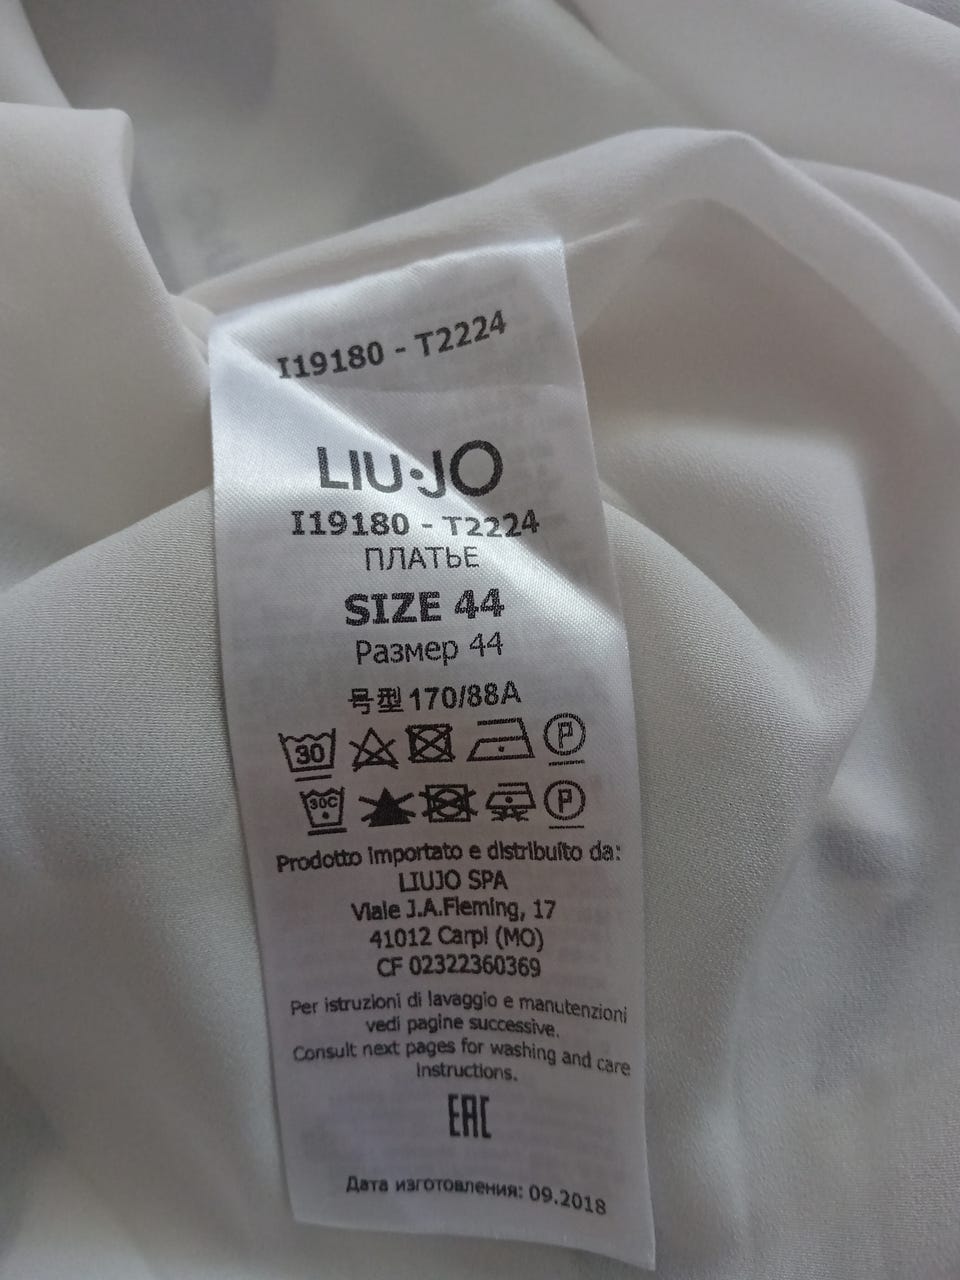 I19180 - T2224
LIU·JO
I19180 - T2224
ПЛАТЬЕ
SIZE 44
Размер 44
号型 170/88A
30 P
30C P
Prodotto importato e distribuito da:
LIUJO SPA
Viale J.A.Fleming, 17
41012 Carpi (MO)
CF 02322360369
Per istruzioni di lavaggio e manutenzioni
vedi pagine successive.
Consult next pages for washing and care
instructions.
EAC
Дата изготовления: 09.2018